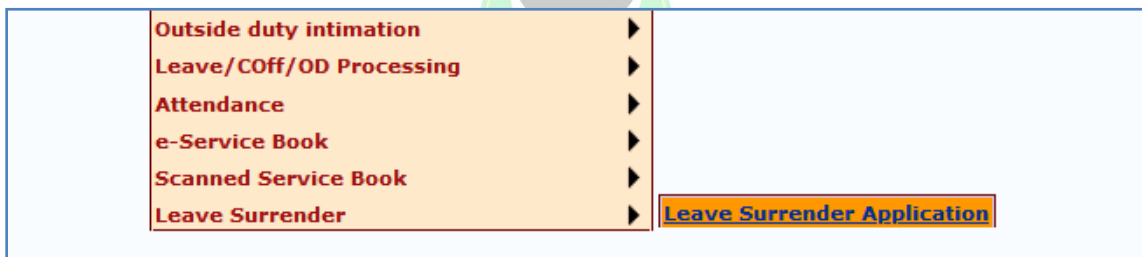 Outside duty intimation
Leave/COff/OD Processing
Attendance
e-Service Book
Scanned Service Book
Leave Surrender
Leave Surrender Application